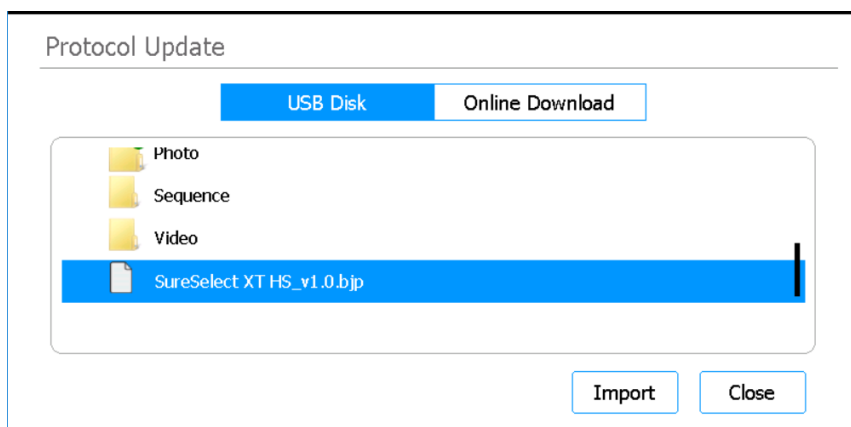 Protocol Update
USB Disk Online Download
Photo
Sequence
Video
SureSelect XT HS_v1.0.bjp
Import Close